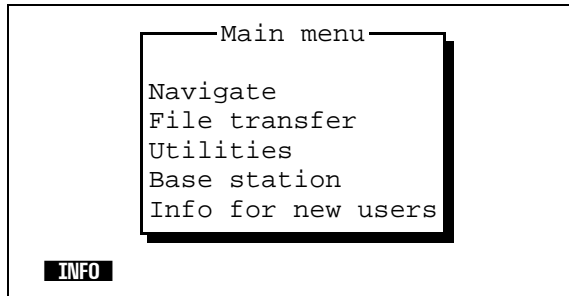 Main menu
Navigate
File transfer
Utilities
Base station
Info for new users
INFO